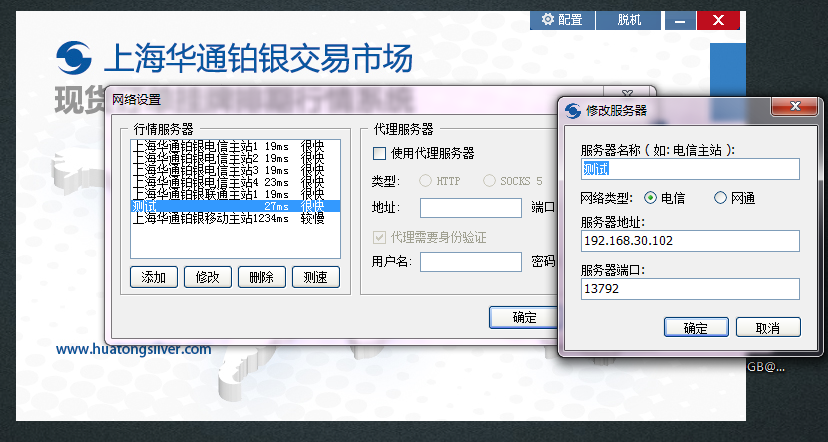 配置 脱机
上海华通铂银交易市场
现货
行情系统
网络设置
行情服务器
上海华通铂银电信主站1 19ms 很快
上海华通铂银电信主站2 19ms 很快
上海华通铂银电信主站3 19ms 很快
上海华通铂银电信主站4 23ms 很快
上海华通铂银联通主站1 19ms 很快
测试 27ms 很快
上海华通铂银移动主站1234ms 较慢
添加 修改 删除 测速
代理服务器
使用代理服务器
类型: HTTP SOCKS 5
地址: 端口
代理需要身份验证
用户名: 密码
确定
修改服务器
服务器名称 ( 如: 电信主站 ):
测试
网络类型: 电信 网通
服务器地址:
192.168.30.102
服务器端口:
13792
确定 取消
www.huatongsilver.com
GB@...